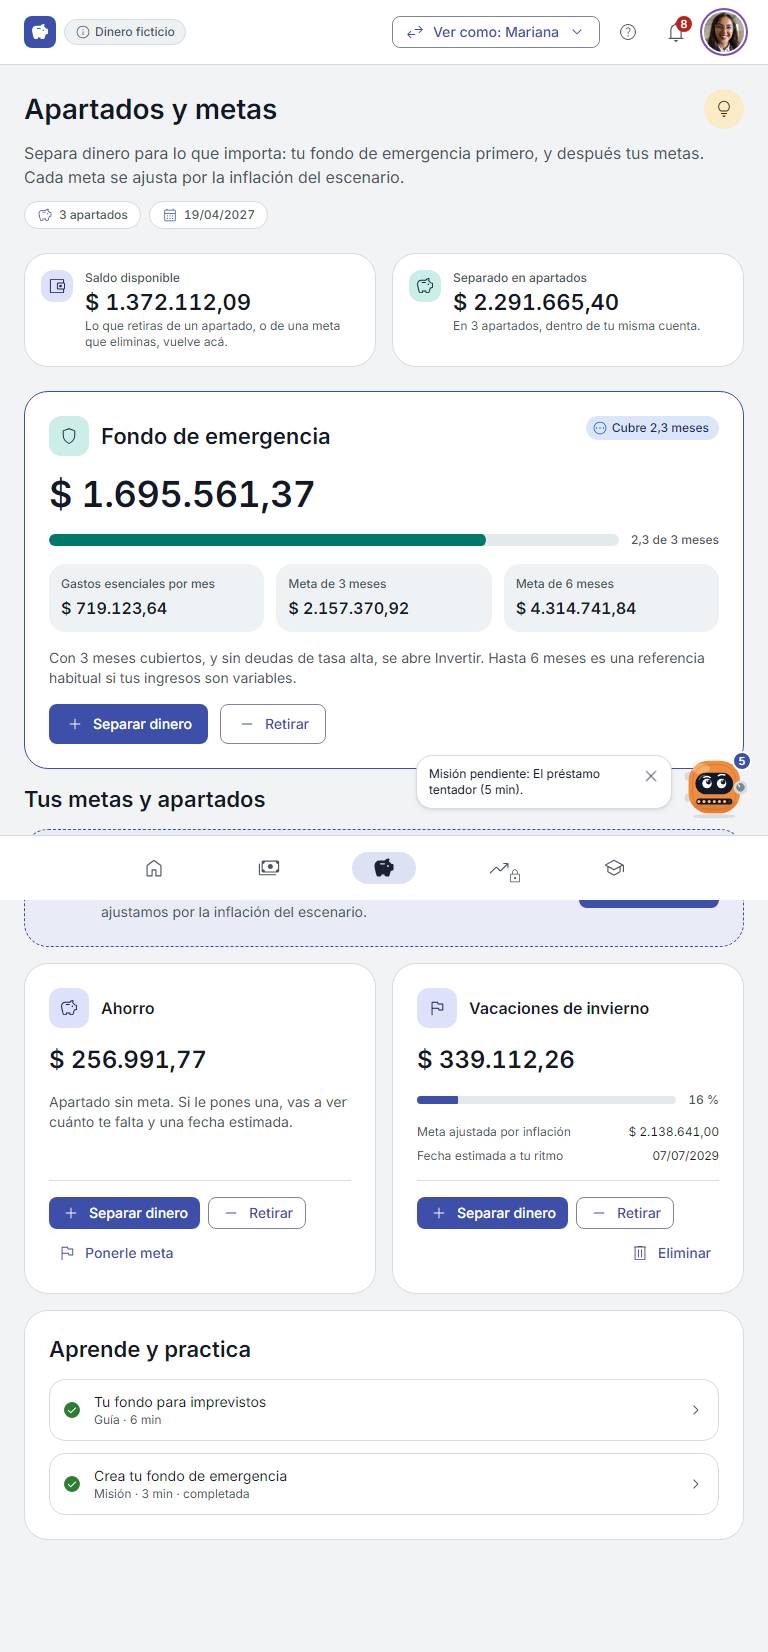 Dinero ficticio
Ver como: Mariana
8
Apartados y metas
Separa dinero para lo que importa: tu fondo de emergencia primero, y después tus metas.
Cada meta se ajusta por la inflación del escenario.
3 apartados
19/04/2027
Saldo disponible
$ 1.372.112,09
Lo que retiras de un apartado, o de una meta
que eliminas, vuelve acá.
Separado en apartados
$ 2.291.665,40
En 3 apartados, dentro de tu misma cuenta.
Fondo de emergencia
Cubre 2,3 meses
$ 1.695.561,37
2,3 de 3 meses
Gastos esenciales por mes
$ 719.123,64
Meta de 3 meses
$ 2.157.370,92
Meta de 6 meses
$ 4.314.741,84
Con 3 meses cubiertos, y sin deudas de tasa alta, se abre Invertir. Hasta 6 meses es una referencia
habitual si tus ingresos son variables.
Separar dinero
Retirar
Misión pendiente: El préstamo
tentador (5 min).
5
Tus metas y apartados
ajustamos por la inflación del escenario.
Ahorro
$ 256.991,77
Apartado sin meta. Si le pones una, vas a ver
cuánto te falta y una fecha estimada.
Separar dinero
Retirar
Ponerle meta
Vacaciones de invierno
$ 339.112,26
16 %
Meta ajustada por inflación
$ 2.138.641,00
Fecha estimada a tu ritmo
07/07/2029
Separar dinero
Retirar
Eliminar
Aprende y practica
Tu fondo para imprevistos
Guía · 6 min
Crea tu fondo de emergencia
Misión · 3 min · completada